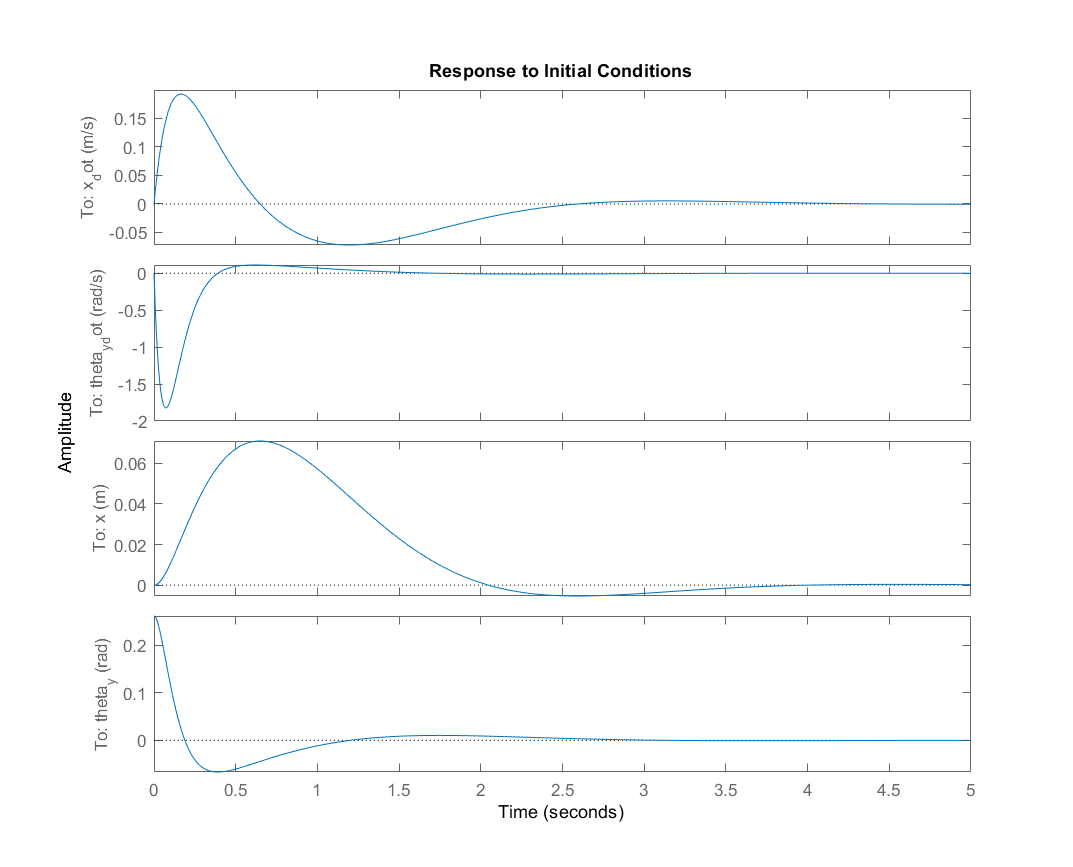 Response to Initial Conditions
To: x_dot (m/s)
0.15
0.1
0.05
0
-0.05
To: theta_ydot (rad/s)
0
-0.5
-1
-1.5
-2
Amplitude
To: x (m)
0.06
0.04
0.02
0
To: theta_y (rad)
0.2
0.1
0
0 0.5 1 1.5 2 2.5 3 3.5 4 4.5 5
Time (seconds)